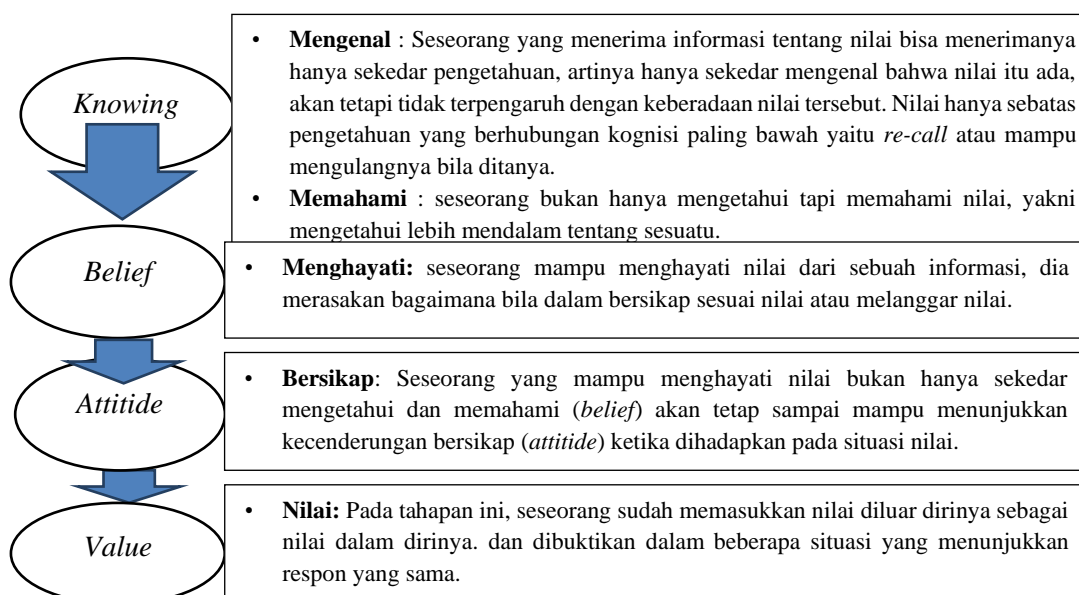 Knowing
• Mengenal : Seseorang yang menerima informasi tentang nilai bisa menerimanya
hanya sekedar pengetahuan, artinya hanya sekedar mengenal bahwa nilai itu ada,
akan tetapi tidak terpengaruh dengan keberadaan nilai tersebut. Nilai hanya sebatas
pengetahuan yang berhubungan kognisi paling bawah yaitu re-call atau mampu
mengulangnya bila ditanya.
• Memahami : seseorang bukan hanya mengetahui tapi memahami nilai, yakni
mengetahui lebih mendalam tentang sesuatu.
Belief
• Menghayati: seseorang mampu menghayati nilai dari sebuah informasi, dia
merasakan bagaimana bila dalam bersikap sesuai nilai atau melanggar nilai.
Attitide
• Bersikap: Seseorang yang mampu menghayati nilai bukan hanya sekedar
mengetahui dan memahami (belief) akan tetap sampai mampu menunjukkan
kecenderungan bersikap (attitide) ketika dihadapkan pada situasi nilai.
Value
• Nilai: Pada tahapan ini, seseorang sudah memasukkan nilai diluar dirinya sebagai
nilai dalam dirinya. dan dibuktikan dalam beberapa situasi yang menunjukkan
respon yang sama.